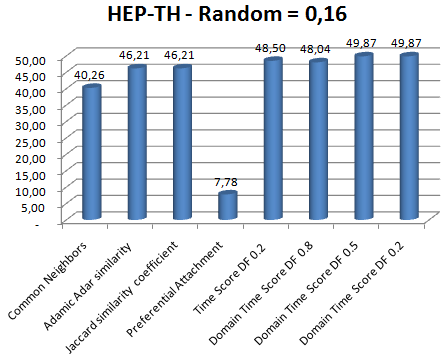 HEP-TH - Random = 0,16
50,00
45,00
40,00
35,00
30,00
25,00
20,00
15,00
10,00
5,00
-
40,26
46,21
46,21
7,78
48,50
48,04
49,87
49,87
Common Neighbors
Adamic Adar similarity
Jaccard similarity coefficient
Preferential Attachment
Time Score DF 0.2
Domain Time Score DF 0.8
Domain Time Score DF 0.5
Domain Time Score DF 0.2